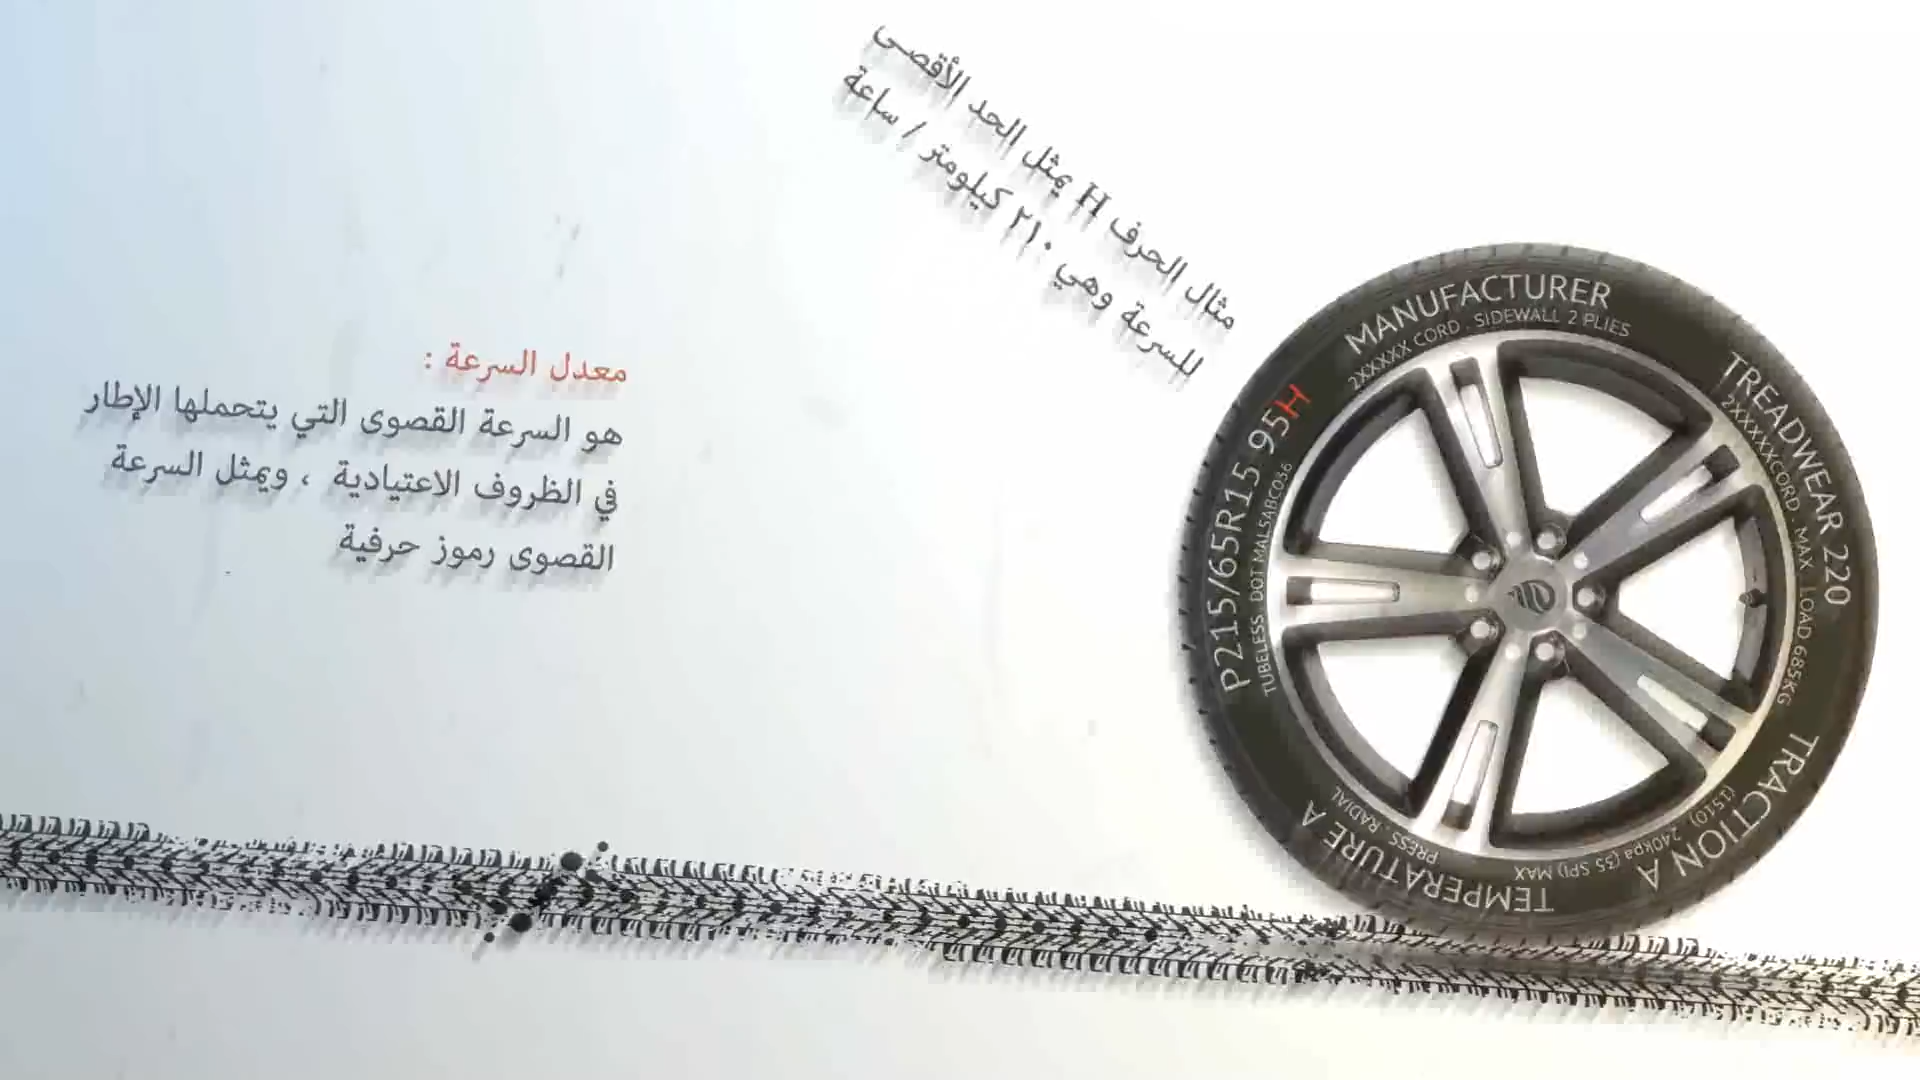 معدل السرعة :
هو السرعة القصوى التي يتحملها الإطار
في الظروف الاعتيادية ، ويمثل السرعة
القصوى رموز حرفية
مثال الحرف H يمثل الحد الأقصى
للسرعة وهي ٢١٠ كيلومتر / ساعة
MANUFACTURER
2XXXXX CORD . SIDEWALL 2 PLIES
TREADWEAR 220
2XXXXXCORD . MAX . LOAD 685KG
TRACTION A
(1510), 240kpa (35 SPI) MAX
TEMPERATURE A
PRESS. RADIAL
P215/65R15 95H
TUBELESS DOT MAL5ABC036